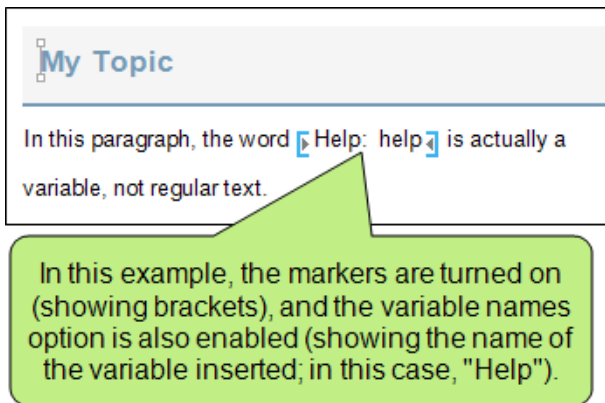 My Topic
In this paragraph, the word [Help: help] is actually a
variable, not regular text.
In this example, the markers are turned on
(showing brackets), and the variable names
option is also enabled (showing the name of
the variable inserted; in this case, "Help").